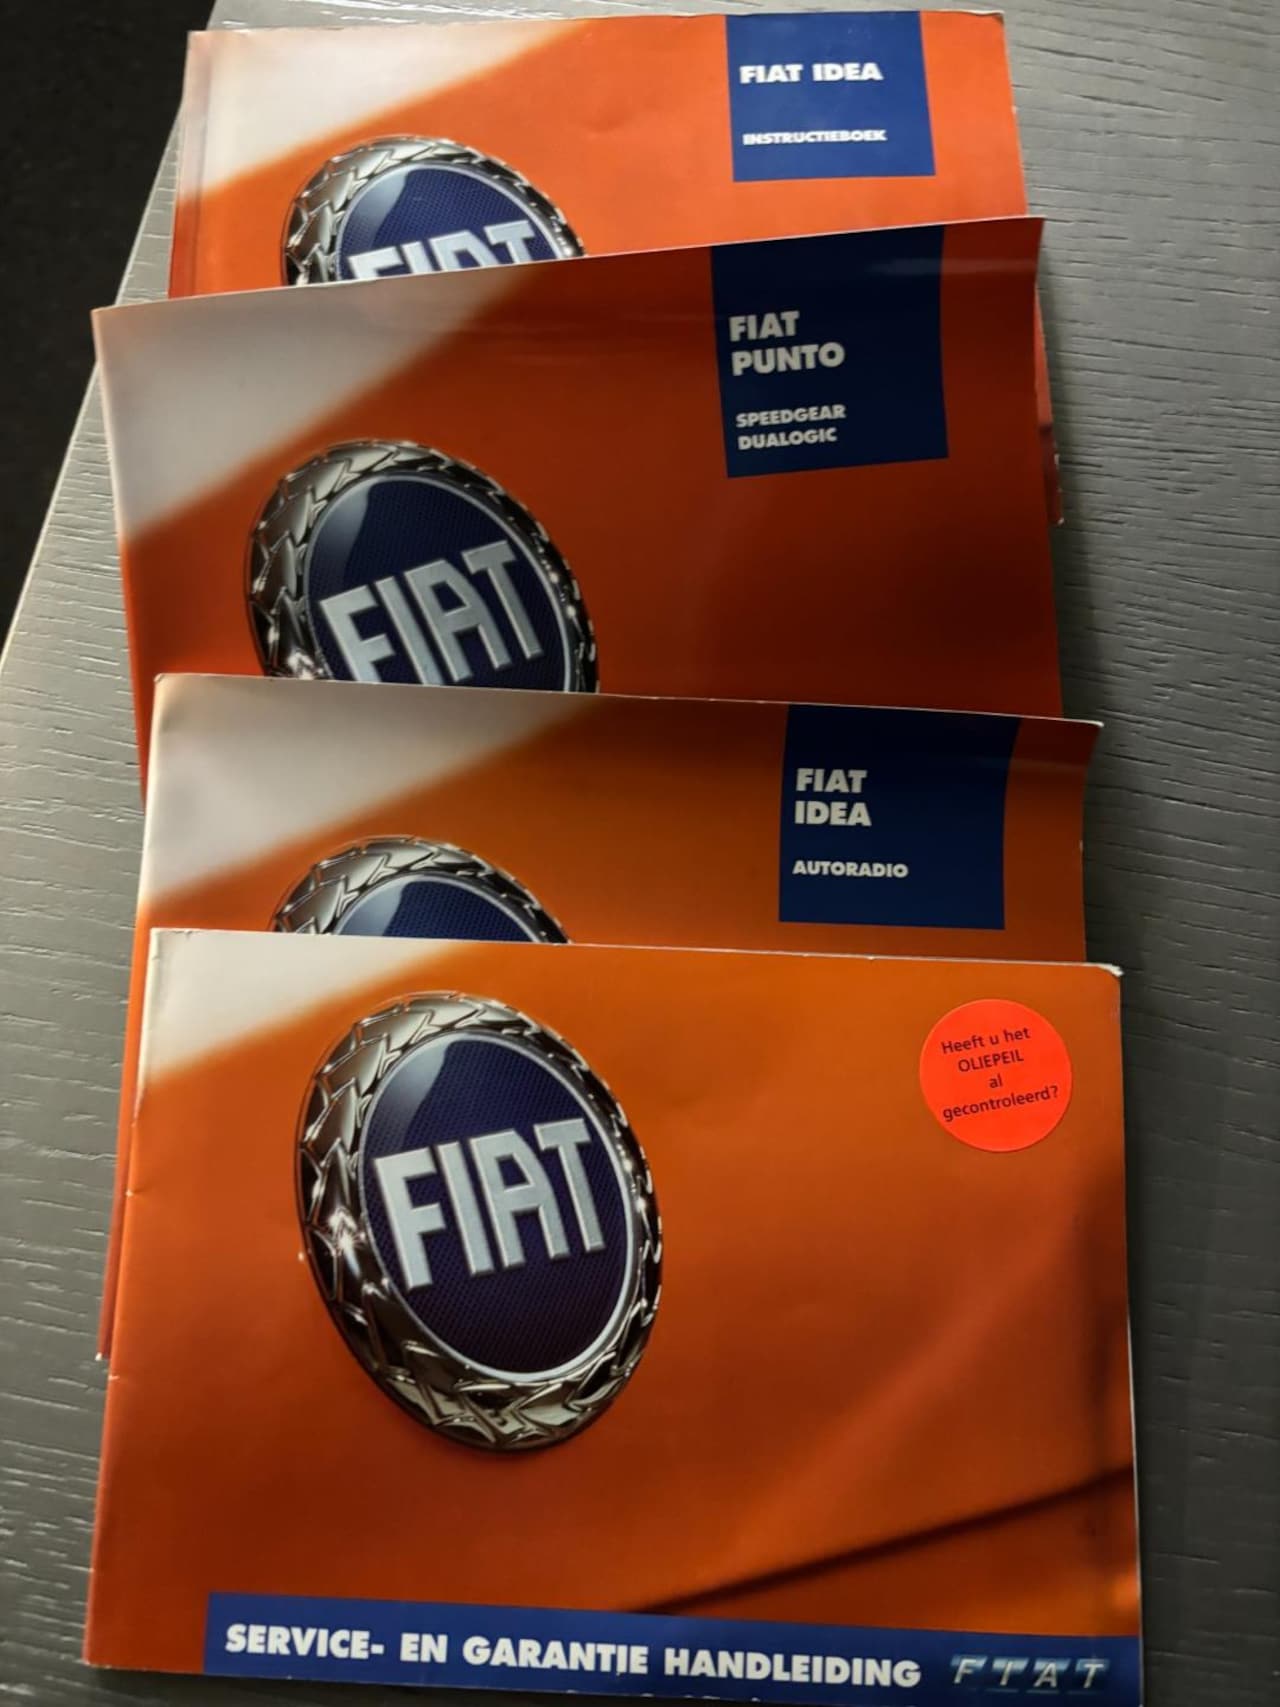 FIAT IDEA
INSTRUCTIEBOEK
FIAT
FIAT
PUNTO
SPEEDGEAR
DUALOGIC
FIAT
FIAT
IDEA
AUTORADIO
Heeft u het
OLIEPEIL
al
gecontroleerd?
FIAT
SERVICE- EN GARANTIE HANDLEIDING FIAT